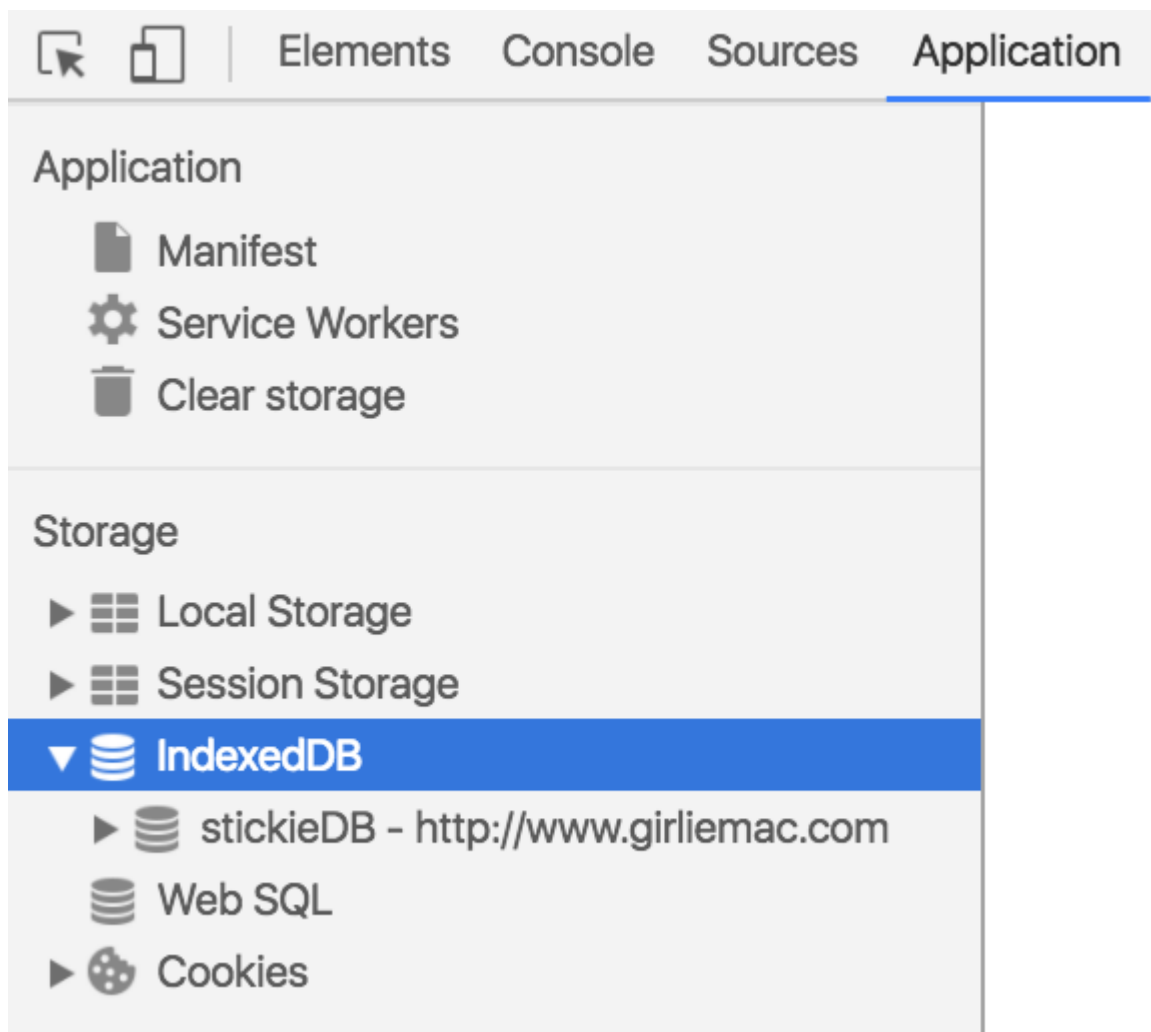 Elements Console Sources Application
Application
Manifest
Service Workers
Clear storage
Storage
Local Storage
Session Storage
IndexedDB
stickieDB - http://www.girliemac.com
Web SQL
Cookies